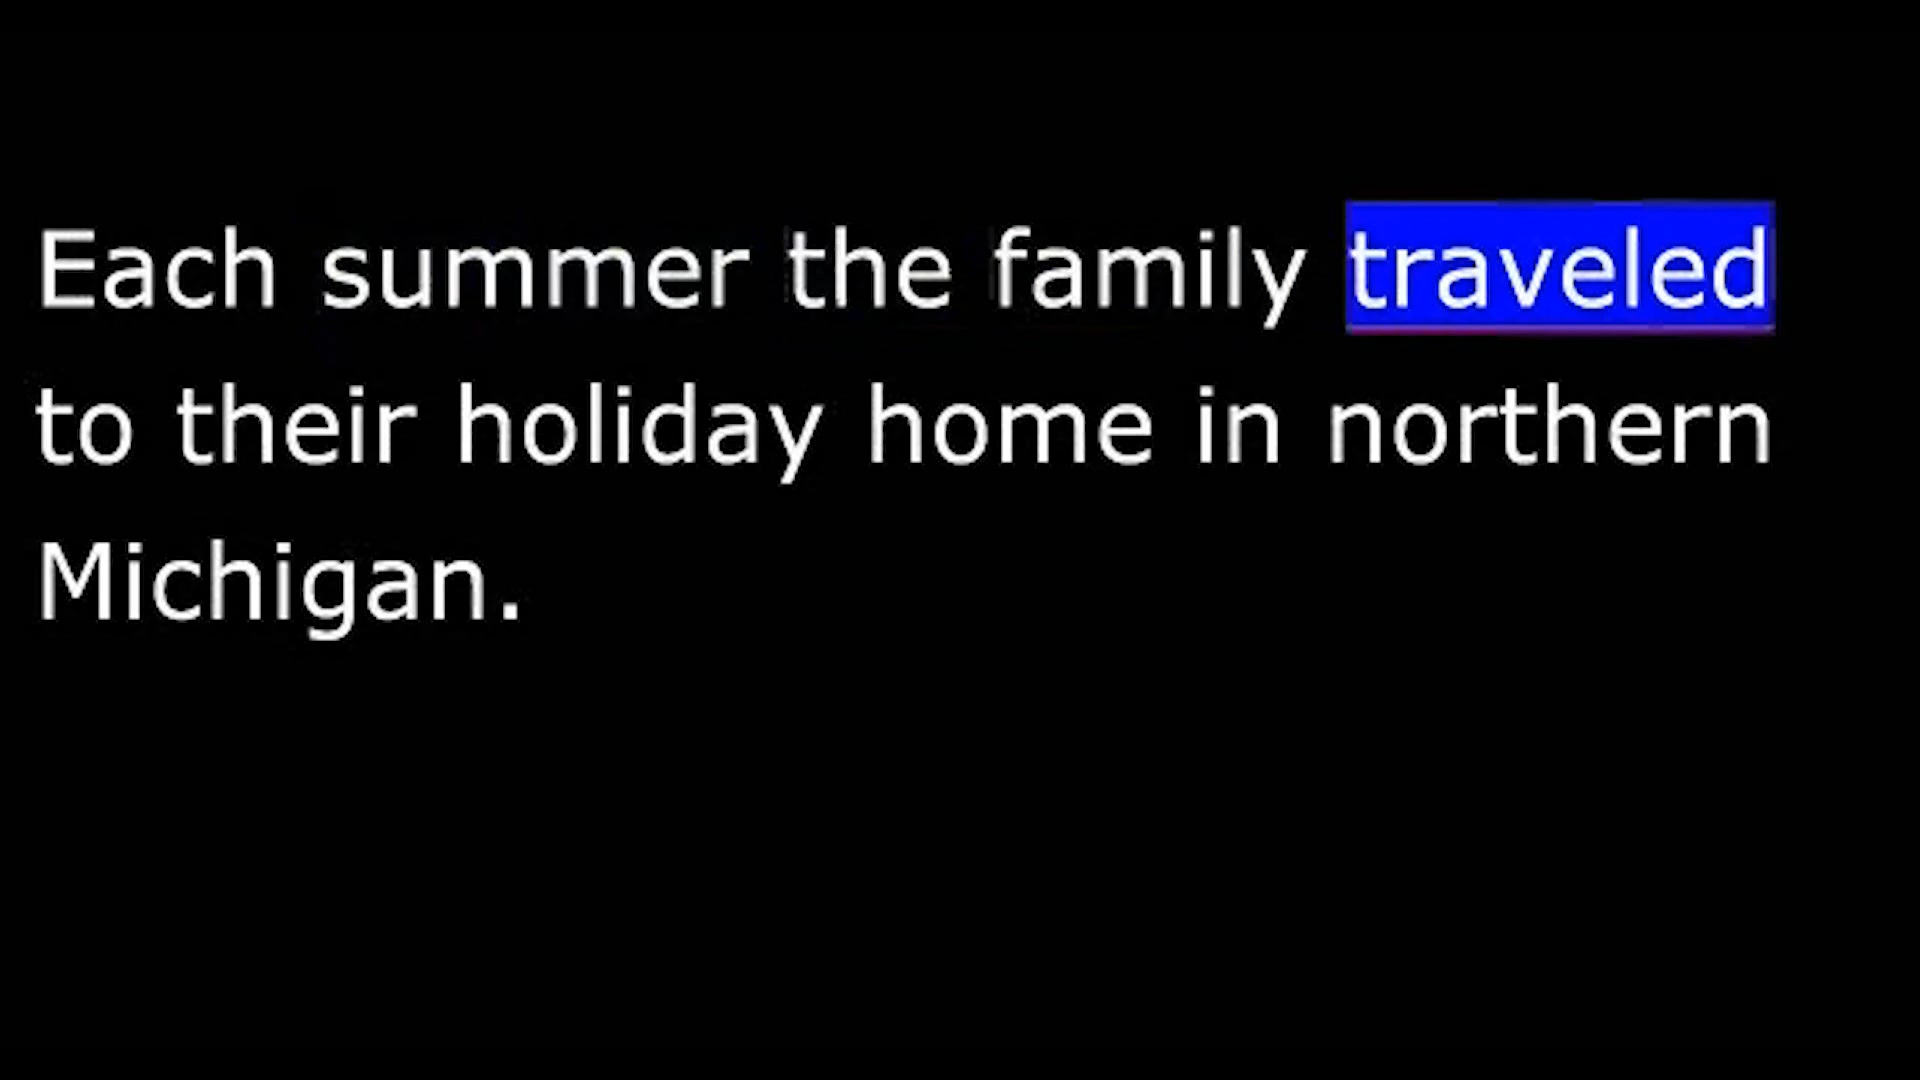 Each summer the family traveled
to their holiday home in northern
Michigan.